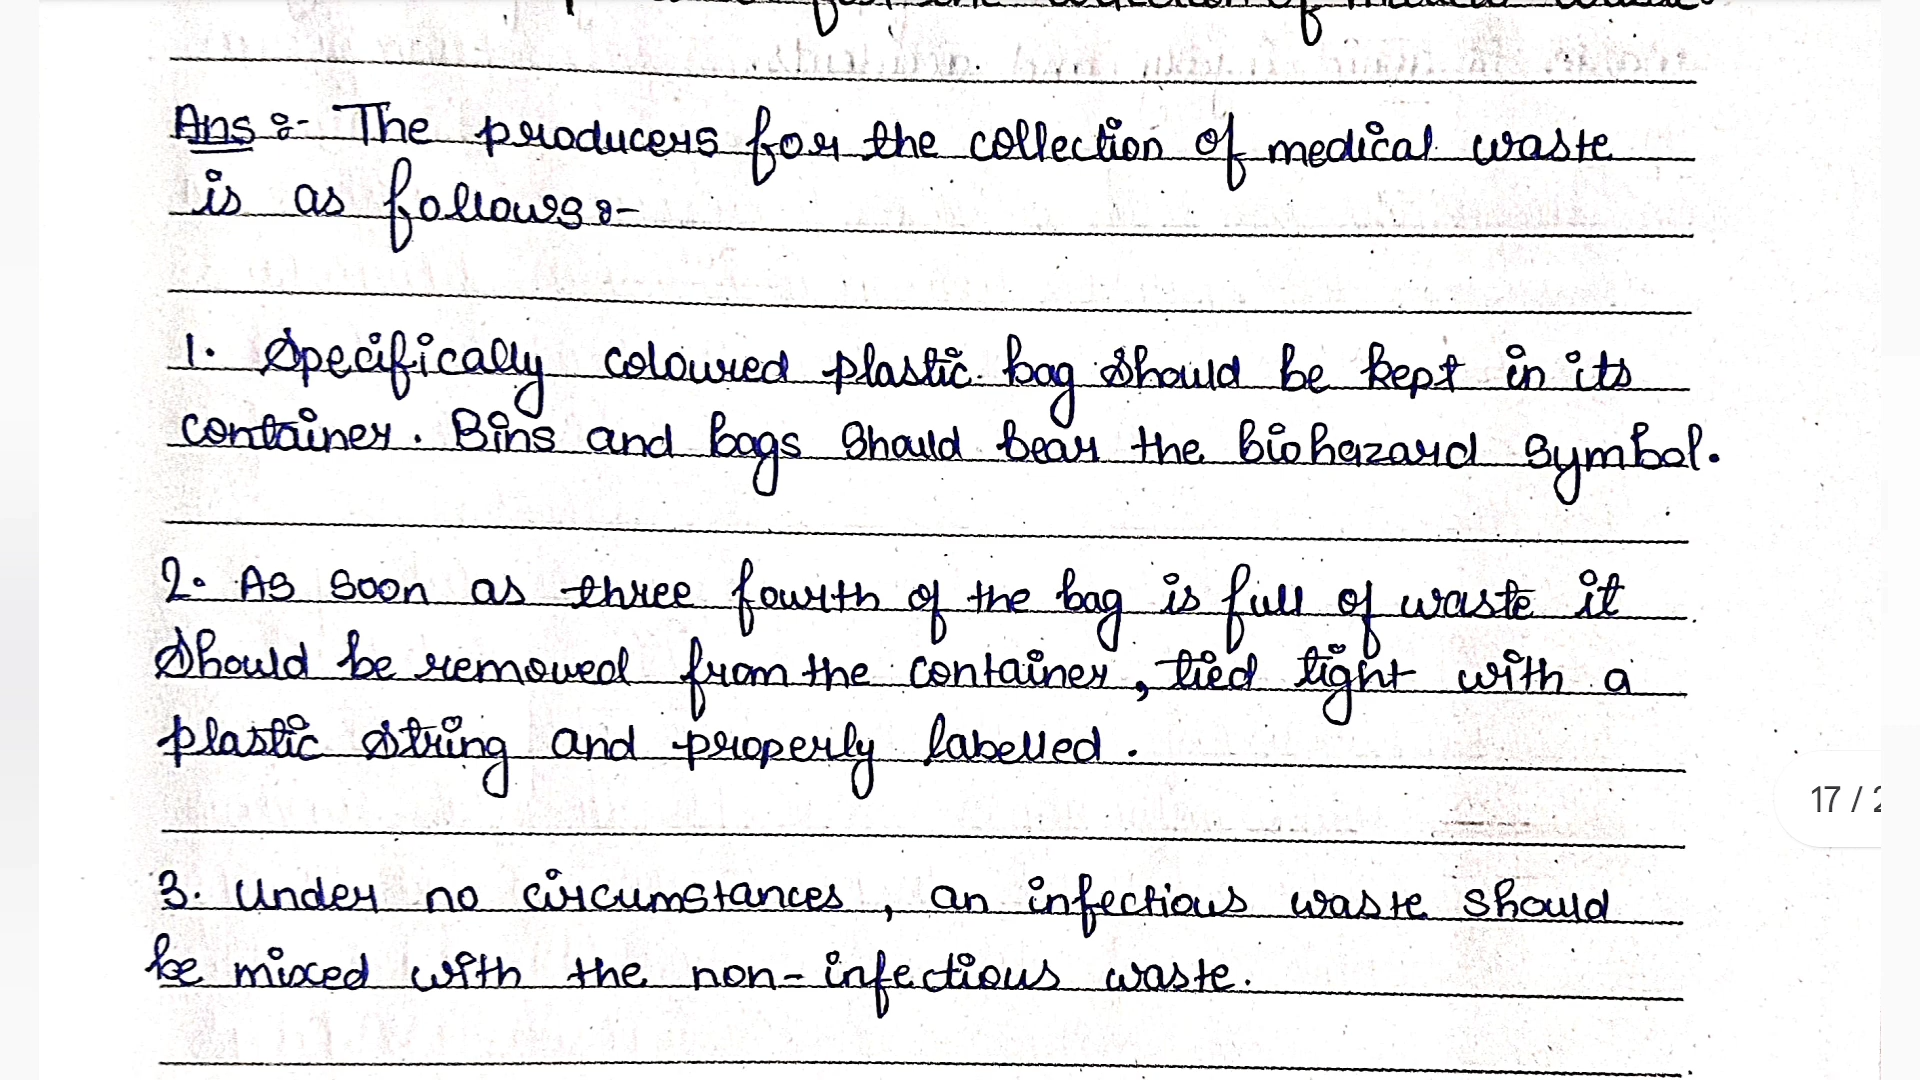 Ans :- The producers for the collection of medical waste
is as follows :-
1. Specifically coloured plastic bag should be kept in its
container. Bins and bags should bear the biohazard symbol.
2. As soon as three fourth of the bag is full of waste it
should be removed from the container, tied tight with a
plastic string and properly labelled.
17 / 2
3. Under no circumstances, an infectious waste should
be mixed with the non-infectious waste.